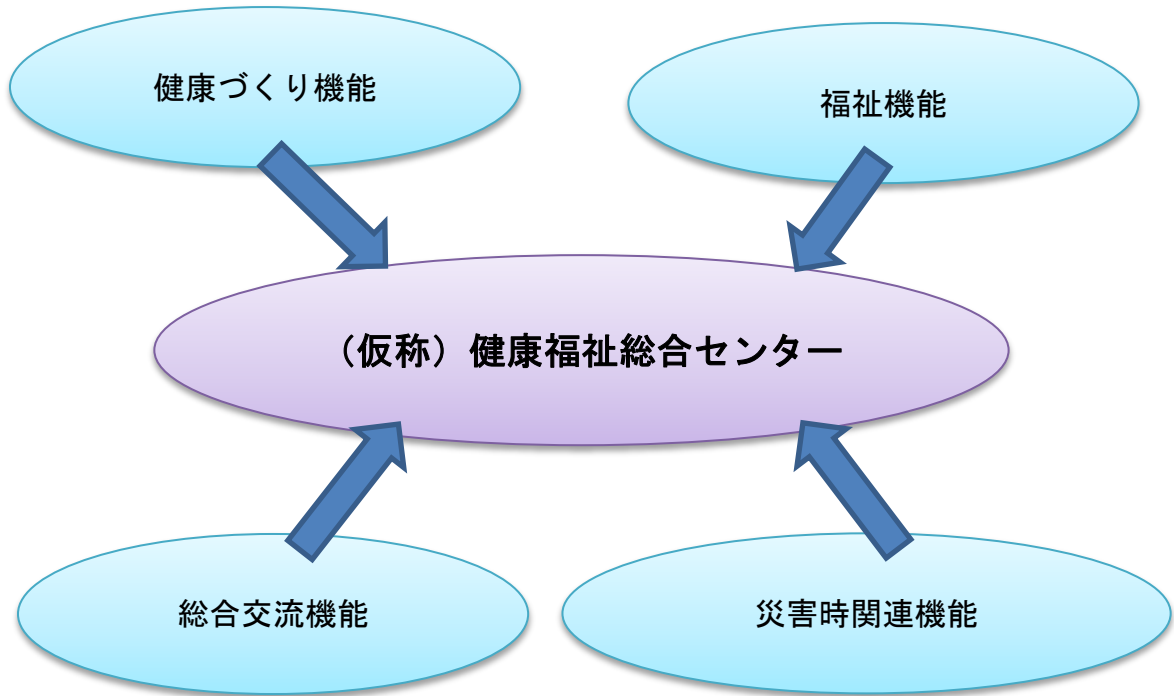 健康づくり機能
福祉機能
（仮称）健康福祉総合センター
総合交流機能
災害時関連機能